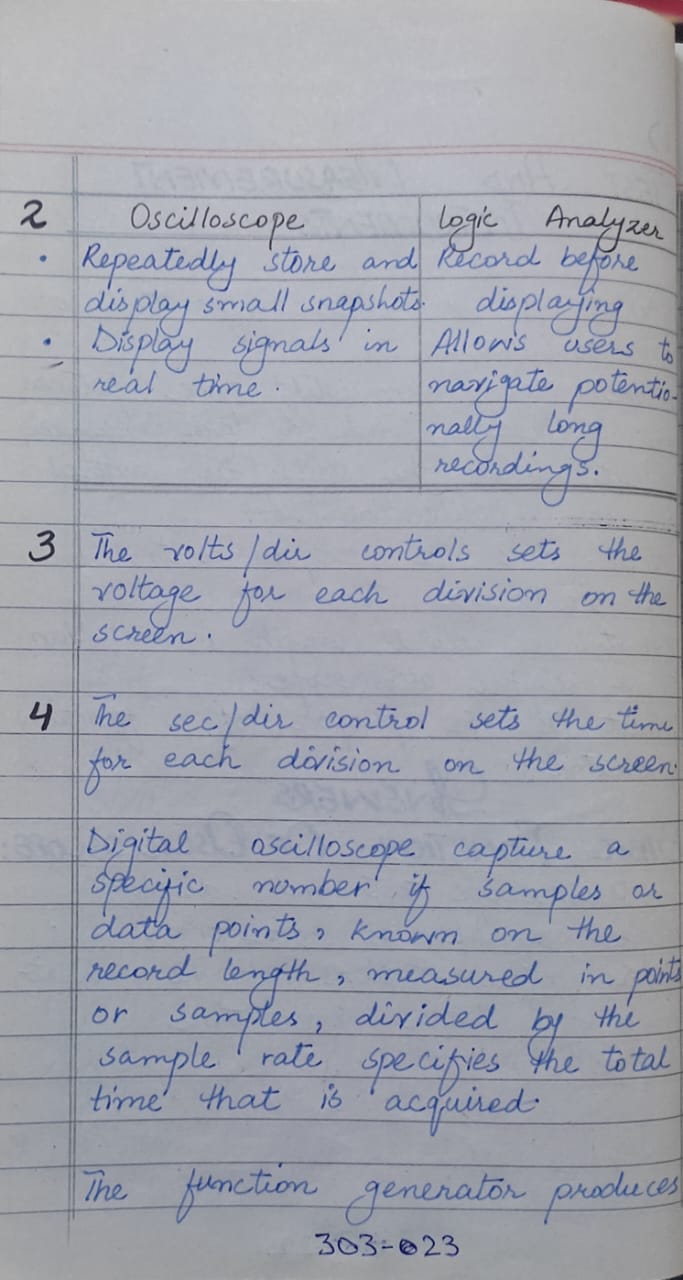 2 Oscilloscope Logic Analyzer
• Repeatedly store and Record before
display small snapshots. displaying
• Display signals in Allows users to
real time. navigate potentio-
nally long
recordings.
3 The volts/div controls sets the
voltage for each division on the
screen.
4 The sec/div control sets the time
for each division on the screen.
Digital oscilloscope capture a
specific number if samples or
data points, known on the
record length, measured in points
or samples, divided by the
sample rate specifies the total
time that is acquired.
The function generator produces
303-023